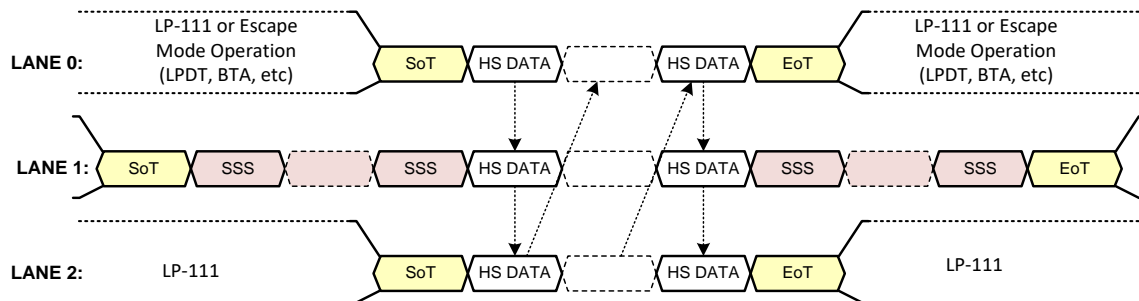 LP-111 or Escape
Mode Operation
(LPDT, BTA, etc)
LP-111 or Escape
Mode Operation
(LPDT, BTA, etc)
LANE 0:
SoT HS DATA HS DATA EoT
LANE 1:
SoT SSS SSS HS DATA HS DATA SSS SSS EoT
LANE 2:
LP-111
SoT HS DATA HS DATA EoT
LP-111